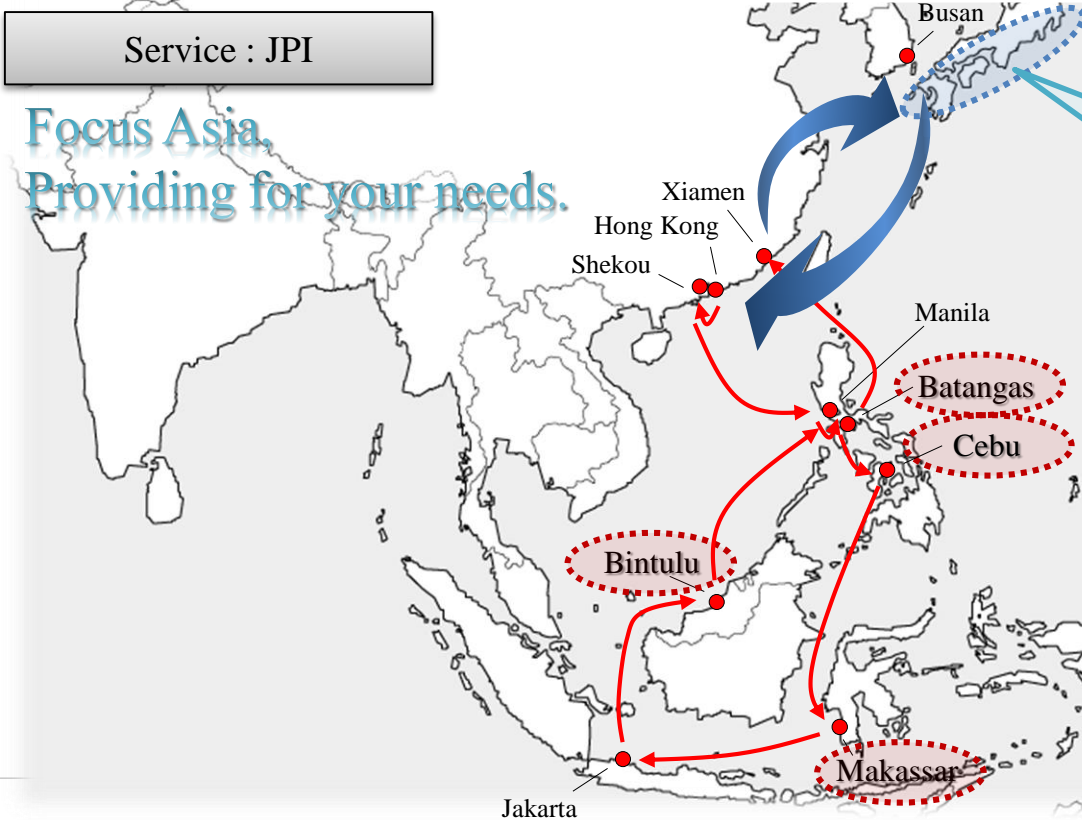 Service : JPI
Focus Asia,
Providing for your needs.
Busan
Xiamen
Hong Kong
Shekou
Manila
Batangas
Cebu
Bintulu
Makassar
Jakarta